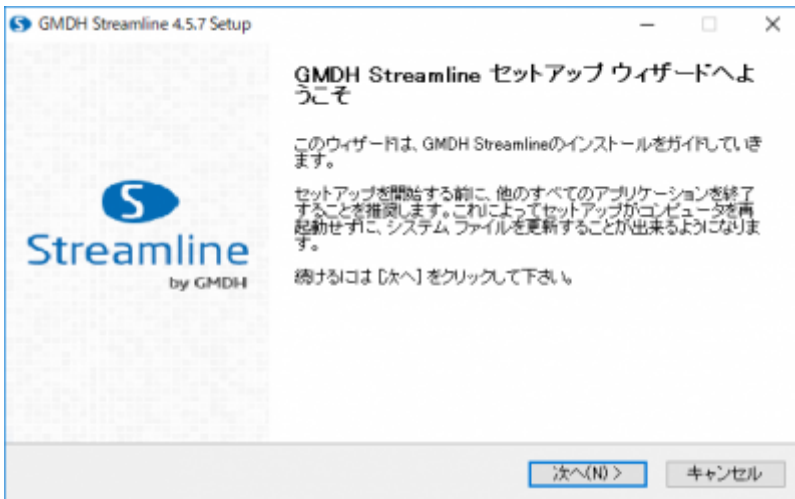 GMDH Streamline 4.5.7 Setup
GMDH Streamline セットアップ ウィザードへよ
うこそ
このウィザードは、GMDH Streamlineのインストールをガイドしていき
ます。
セットアップを開始する前に、他のすべてのアプリケーションを終了
することを推奨します。これによってセットアップがコンピュータを再
起動せずに、システム ファイルを更新することが出来るようになりま
す。
続けるには [次へ] をクリックして下さい。
S
Streamline
by GMDH
次へ(N) >
キャンセル